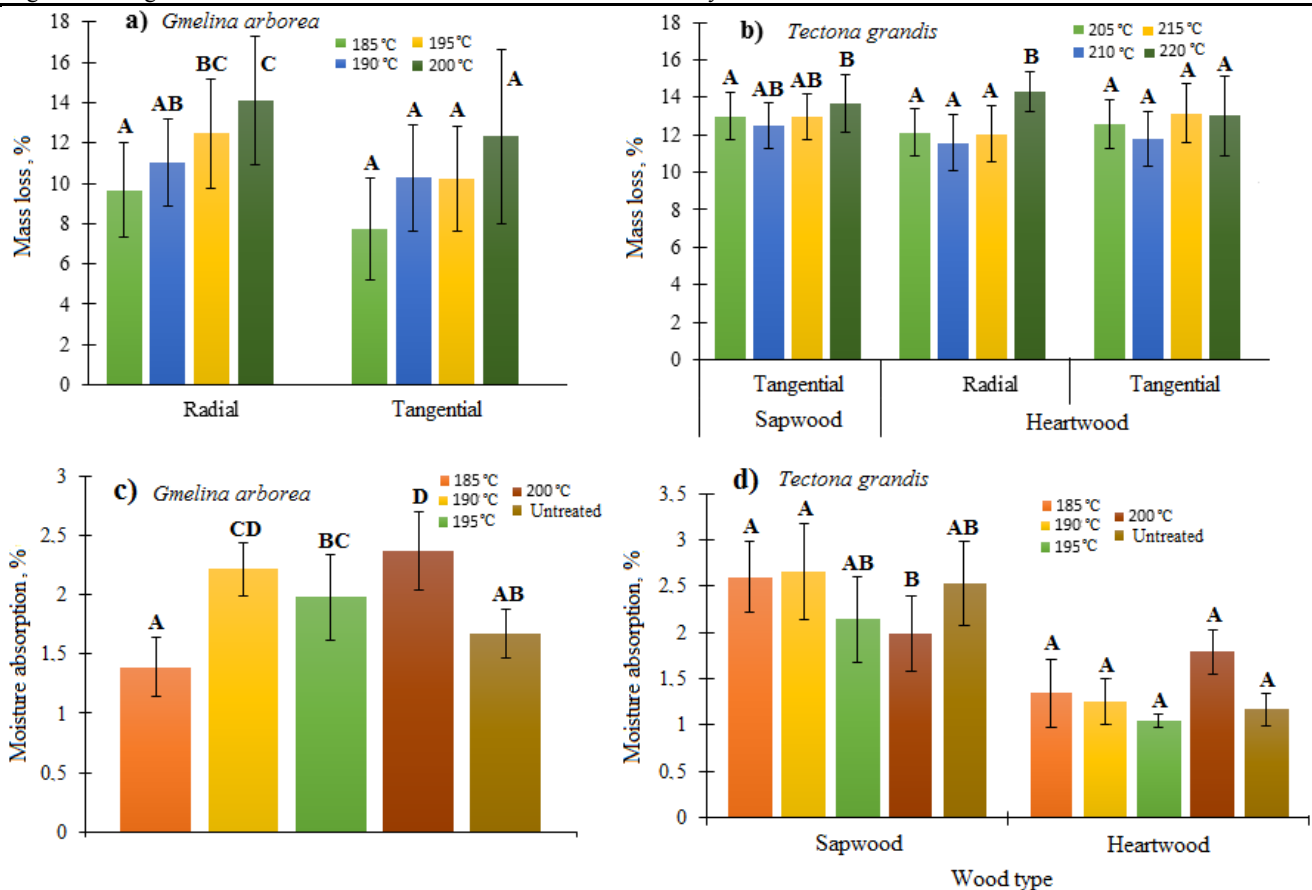 a) Gmelina arborea
185 °C 195 °C
190 °C 200 °C
Mass loss, %
18
16
14
12
10
8
6
4
2
0
A AB BC C
A A A A
Radial Tangential
b) Tectona grandis
205 °C 215 °C
210 °C 220 °C
Mass loss, %
18
16
14
12
10
8
6
4
2
0
A AB AB B
A A A B
A A A A
Tangential Radial Tangential
Sapwood Heartwood
c) Gmelina arborea
185 °C 200 °C
190 °C Untreated
195 °C
Moisture absorption, %
3
2.5
2
1.5
1
0.5
0
A CD BC D AB
d) Tectona grandis
185 °C 200 °C
190 °C Untreated
195 °C
Moisture absorption, %
3.5
3
2.5
2
1.5
1
0.5
0
A A AB B AB
A A A A A
Sapwood Heartwood
Wood type